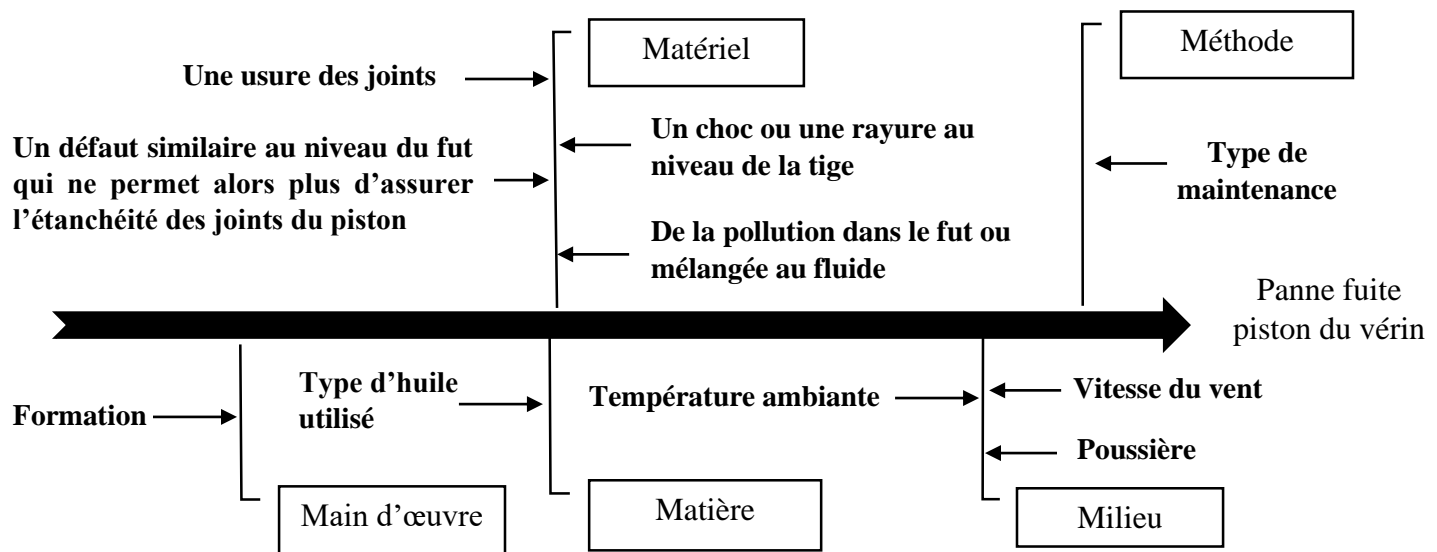 Matériel
Méthode
Une usure des joints
Un défaut similaire au niveau du fut
qui ne permet alors plus d'assurer
l'étanchéité des joints du piston
Un choc ou une rayure au
niveau de la tige
De la pollution dans le fut ou
mélangée au fluide
Type de
maintenance
Panne fuite
piston du vérin
Formation
Type d'huile
utilisé
Température ambiante
Vitesse du vent
Poussière
Main d'œuvre
Matière
Milieu